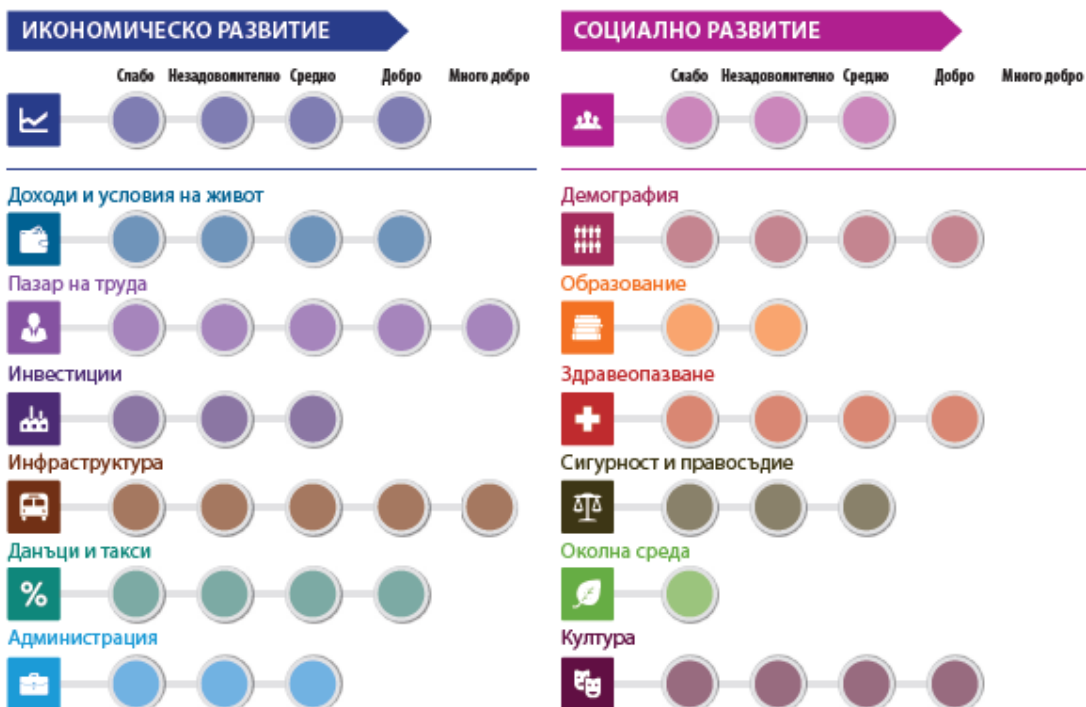 ИКОНОМИЧЕСКО РАЗВИТИЕ
Слабо Незадоволително Средно Добро Много добро
Доходи и условия на живот
Пазар на труда
Инвестиции
Инфраструктура
Данъци и такси
%
Администрация
СОЦИАЛНО РАЗВИТИЕ
Слабо Незадоволително Средно Добро Много добро
Демография
Образование
Здравеопазване
Сигурност и правосъдие
Околна среда
Култура